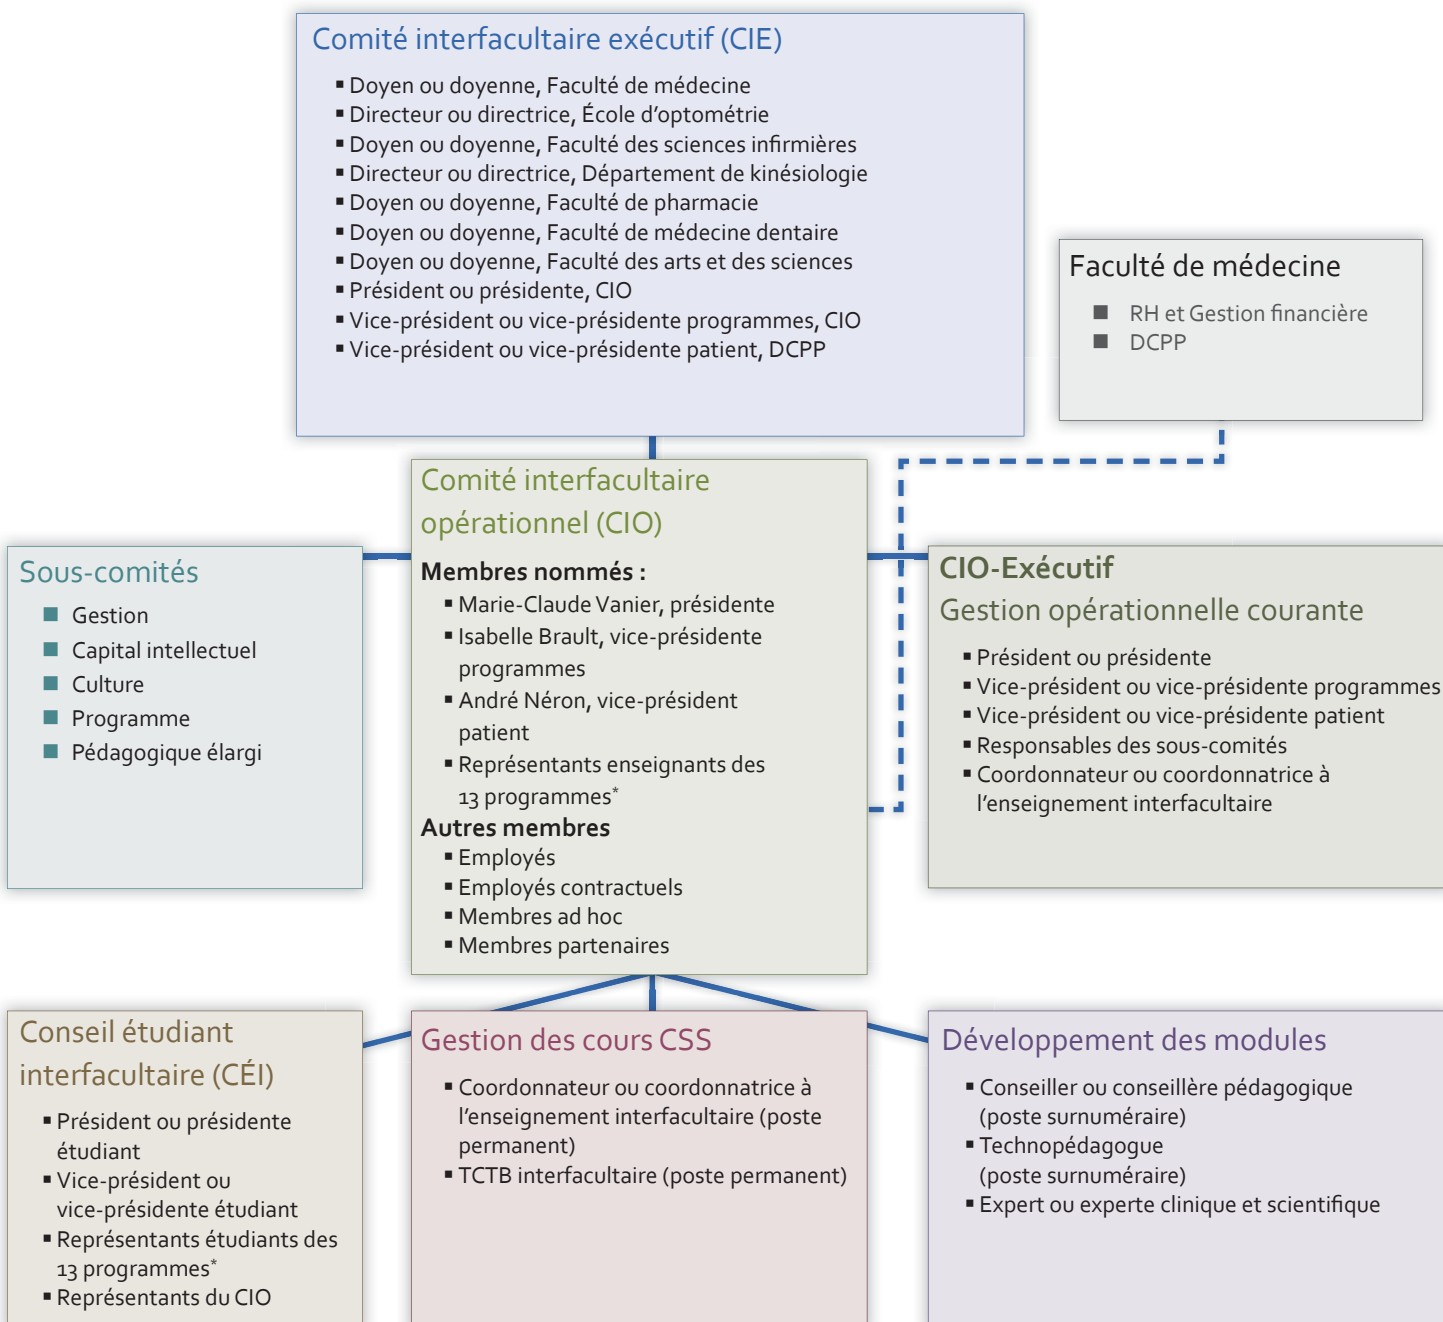 Comité interfacultaire exécutif (CIE)
▪ Doyen ou doyenne, Faculté de médecine
▪ Directeur ou directrice, École d'optométrie
▪ Doyen ou doyenne, Faculté des sciences infirmières
▪ Directeur ou directrice, Département de kinésiologie
▪ Doyen ou doyenne, Faculté de pharmacie
▪ Doyen ou doyenne, Faculté de médecine dentaire
▪ Doyen ou doyenne, Faculté des arts et des sciences
▪ Président ou présidente, CIO
▪ Vice-président ou vice-présidente programmes, CIO
▪ Vice-président ou vice-présidente patient, DCPP
Faculté de médecine
■ RH et Gestion financière
■ DCPP
Sous-comités
■ Gestion
■ Capital intellectuel
■ Culture
■ Programme
■ Pédagogique élargi
Comité interfacultaire
opérationnel (CIO)
Membres nommés :
▪ Marie-Claude Vanier, présidente
▪ Isabelle Brault, vice-présidente
programmes
▪ André Néron, vice-président
patient
▪ Représentants enseignants des
13 programmes*
Autres membres
▪ Employés
▪ Employés contractuels
▪ Membres ad hoc
▪ Membres partenaires
CIO-Exécutif
Gestion opérationnelle courante
▪ Président ou présidente
▪ Vice-président ou vice-présidente programmes
▪ Vice-président ou vice-présidente patient
▪ Responsables des sous-comités
▪ Coordonnateur ou coordonnatrice à
l'enseignement interfacultaire
Conseil étudiant
interfacultaire (CÉI)
▪ Président ou présidente
étudiant
▪ Vice-président ou
vice-présidente étudiant
▪ Représentants étudiants des
13 programmes*
▪ Représentants du CIO
Gestion des cours CSS
▪ Coordonnateur ou coordonnatrice à
l'enseignement interfacultaire (poste
permanent)
▪ TCTB interfacultaire (poste permanent)
Développement des modules
▪ Conseiller ou conseillère pédagogique
(poste surnuméraire)
▪ Technopédagogue
(poste surnuméraire)
▪ Expert ou experte clinique et scientifique